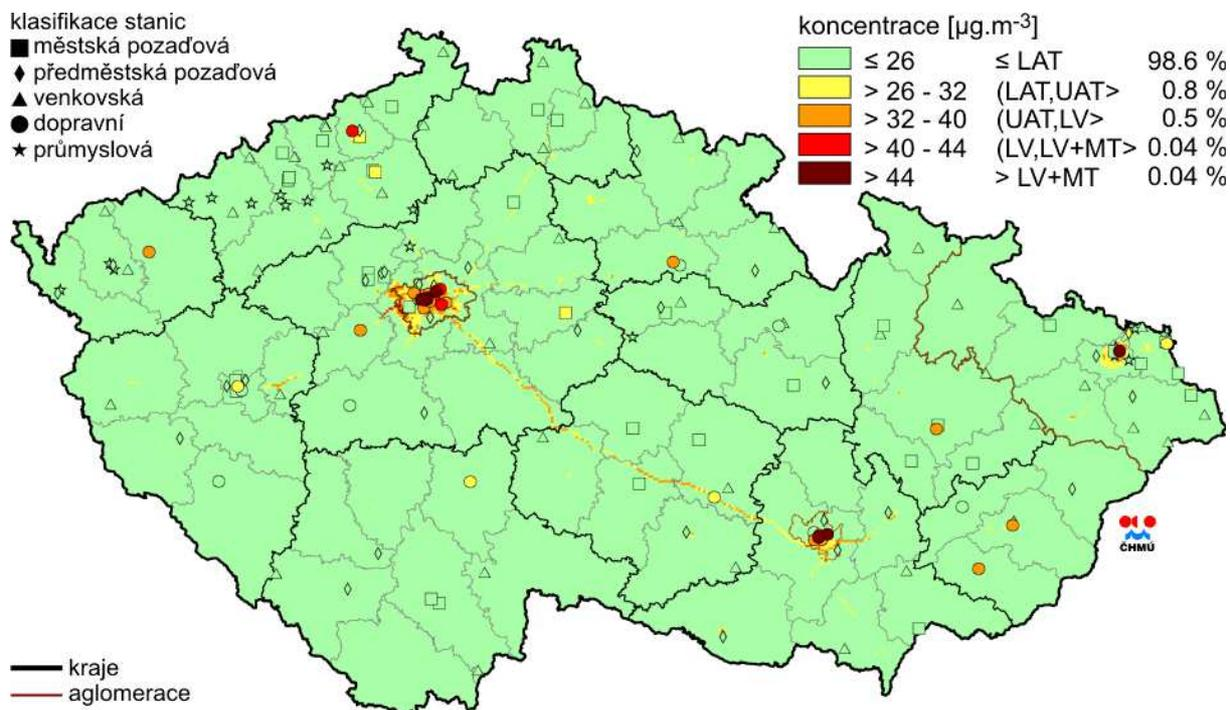 klasifikace stanic
městská pozaďová
předměstská pozaďová
venkovská
dopravní
průmyslová
koncentrace [µg.m-3]
≤ 26 ≤ LAT 98.6 %
> 26 - 32 (LAT,UAT> 0.8 %
> 32 - 40 (UAT,LV> 0.5 %
> 40 - 44 (LV,LV+MT> 0.04 %
> 44 > LV+MT 0.04 %
ČHMÚ
kraje
aglomerace